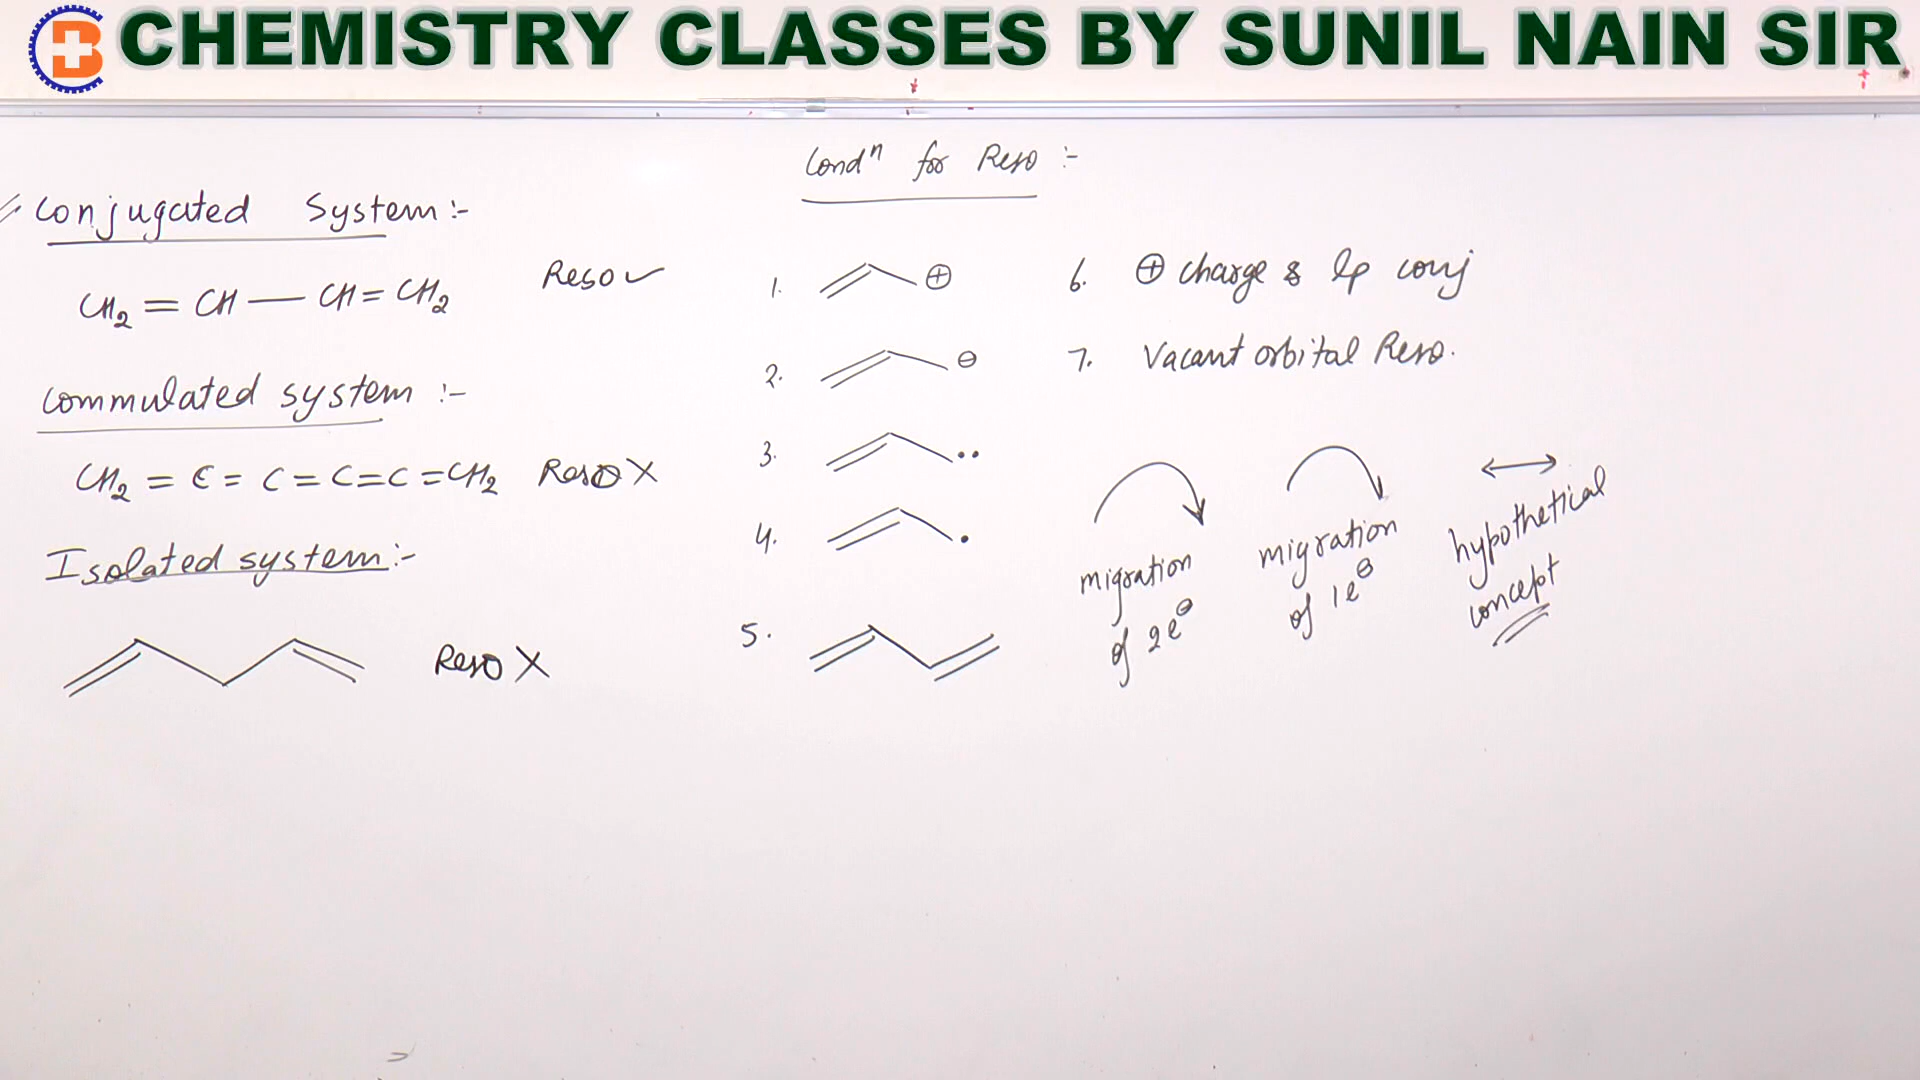 CHEMISTRY CLASSES BY SUNIL NAIN SIR
Condⁿ for Reso :-
Conjugated System :-
CH₂ = CH — CH = CH₂ Reso ✓
Commulated system :-
CH₂ = C = C = C = C = CH₂ Reso X
Isolated system :-
Reso X
1. ⊕
2. ⊖
3. ••
4. •
5.
6. ⊕ charge & lp conj
7. Vacant orbital Reso.
migration
of 2e⊖
migration
of 1e⊖
↔
hypothetical
concept